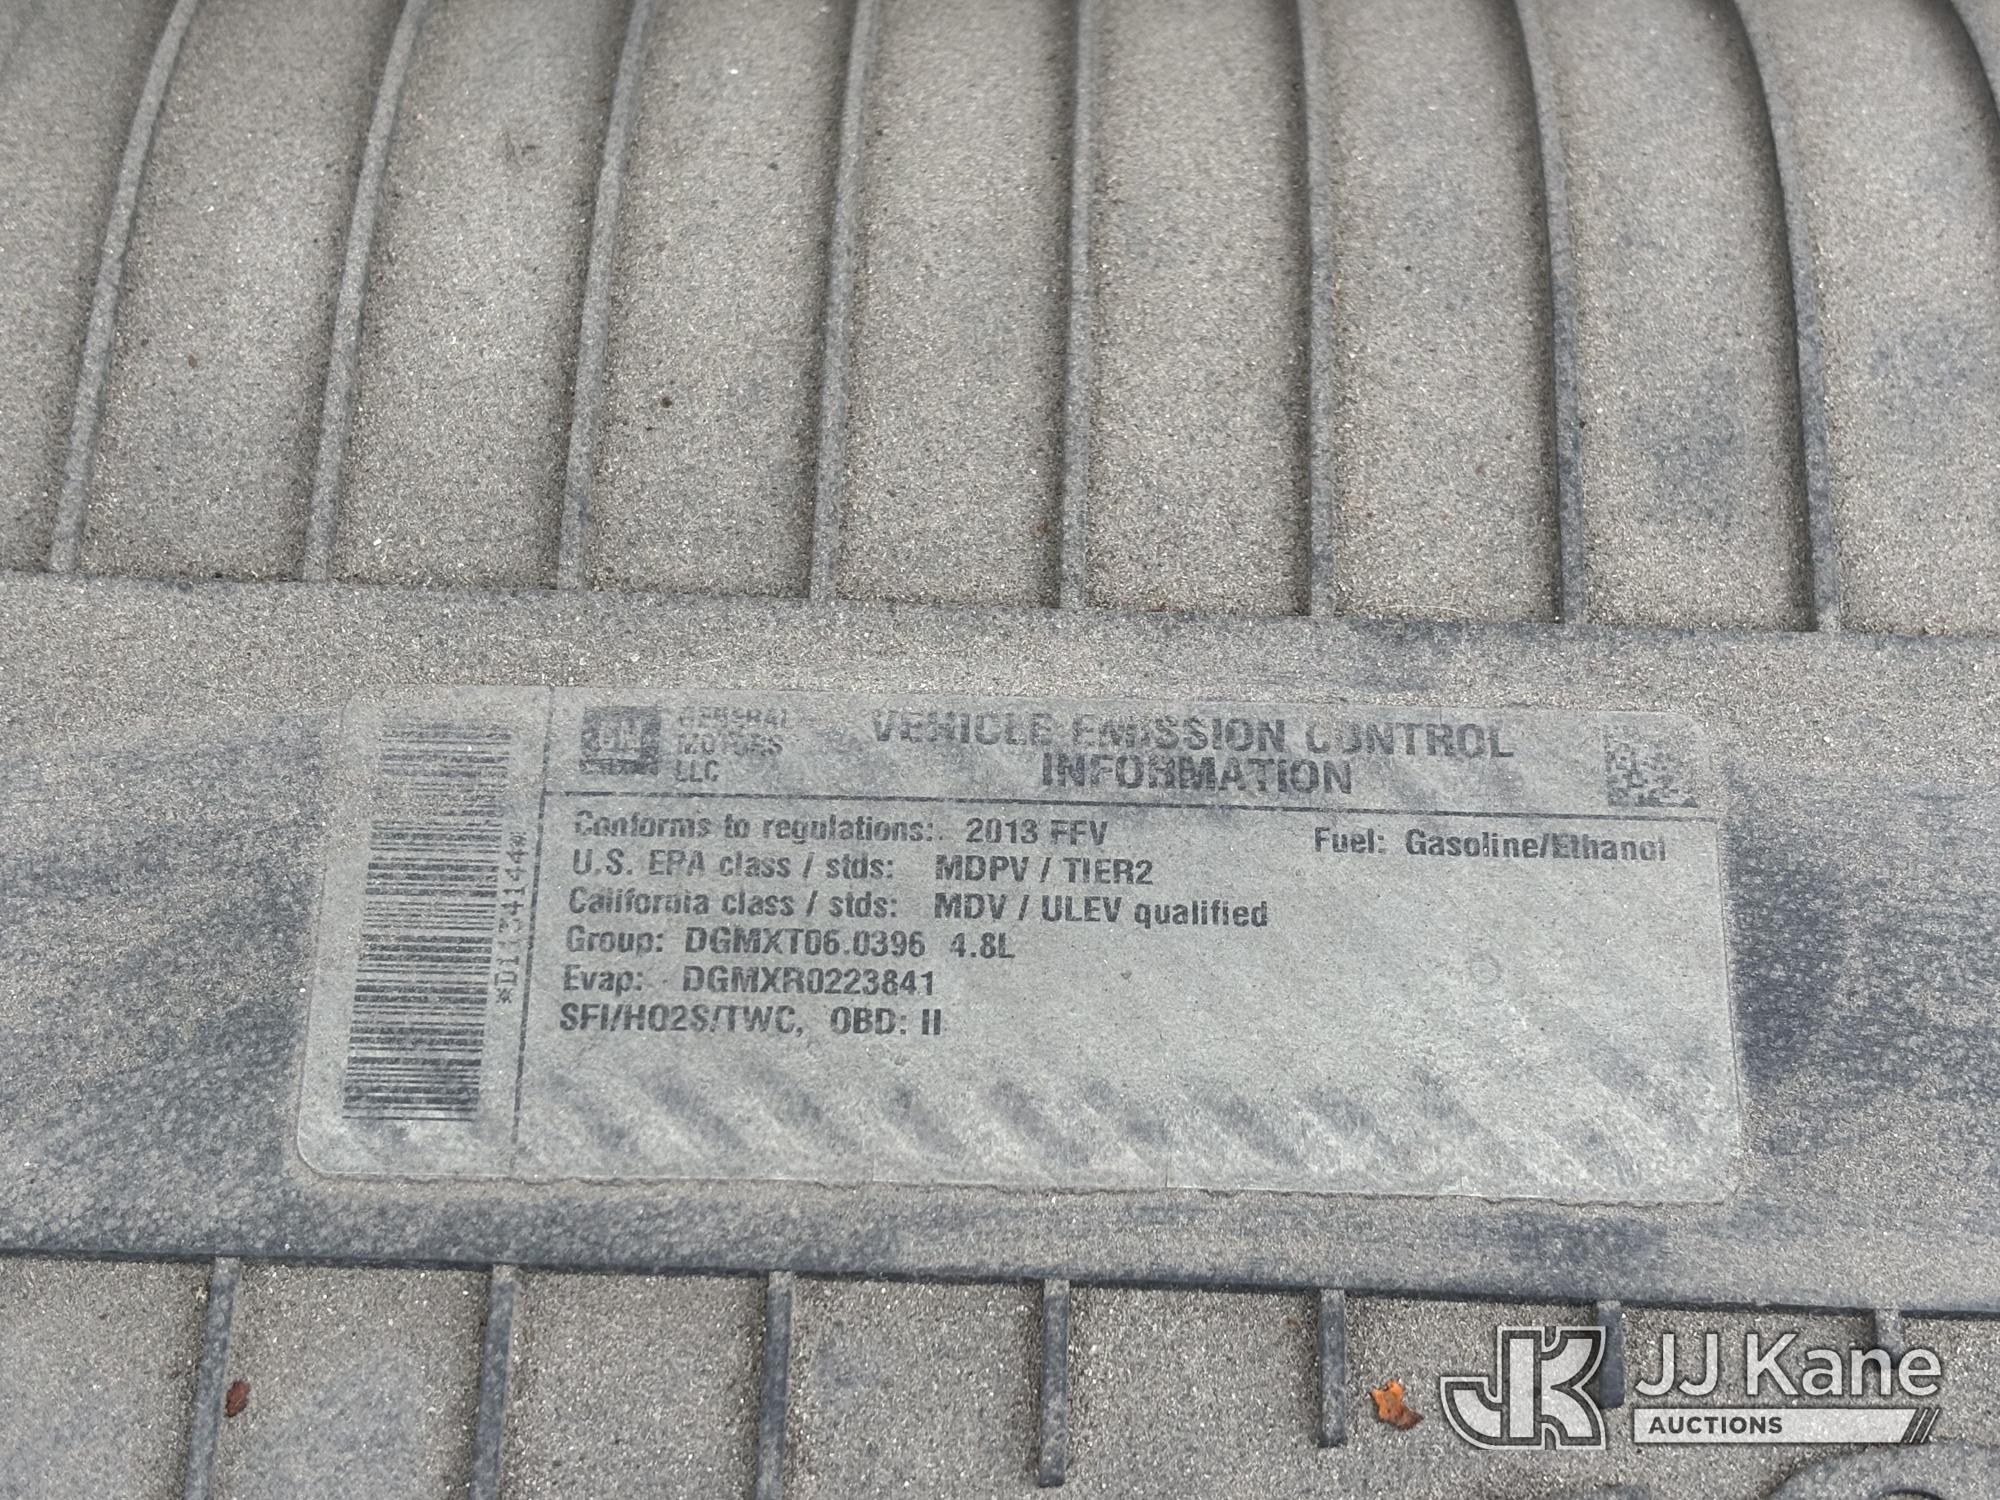 GM
GENERAL
MOTORS
LLC
VEHICLE EMISSION CONTROL
INFORMATION
Conforms to regulations: 2013 FFV
Fuel: Gasoline/Ethanol
U.S. EPA class / stds: MDPV / TIER2
California class / stds: MDV / ULEV qualified
Group: DGMXT06.0396 4.8L
Evap: DGMXR0223841
SFI/HO2S/TWC, OBD: II
JK
JJ Kane
AUCTIONS